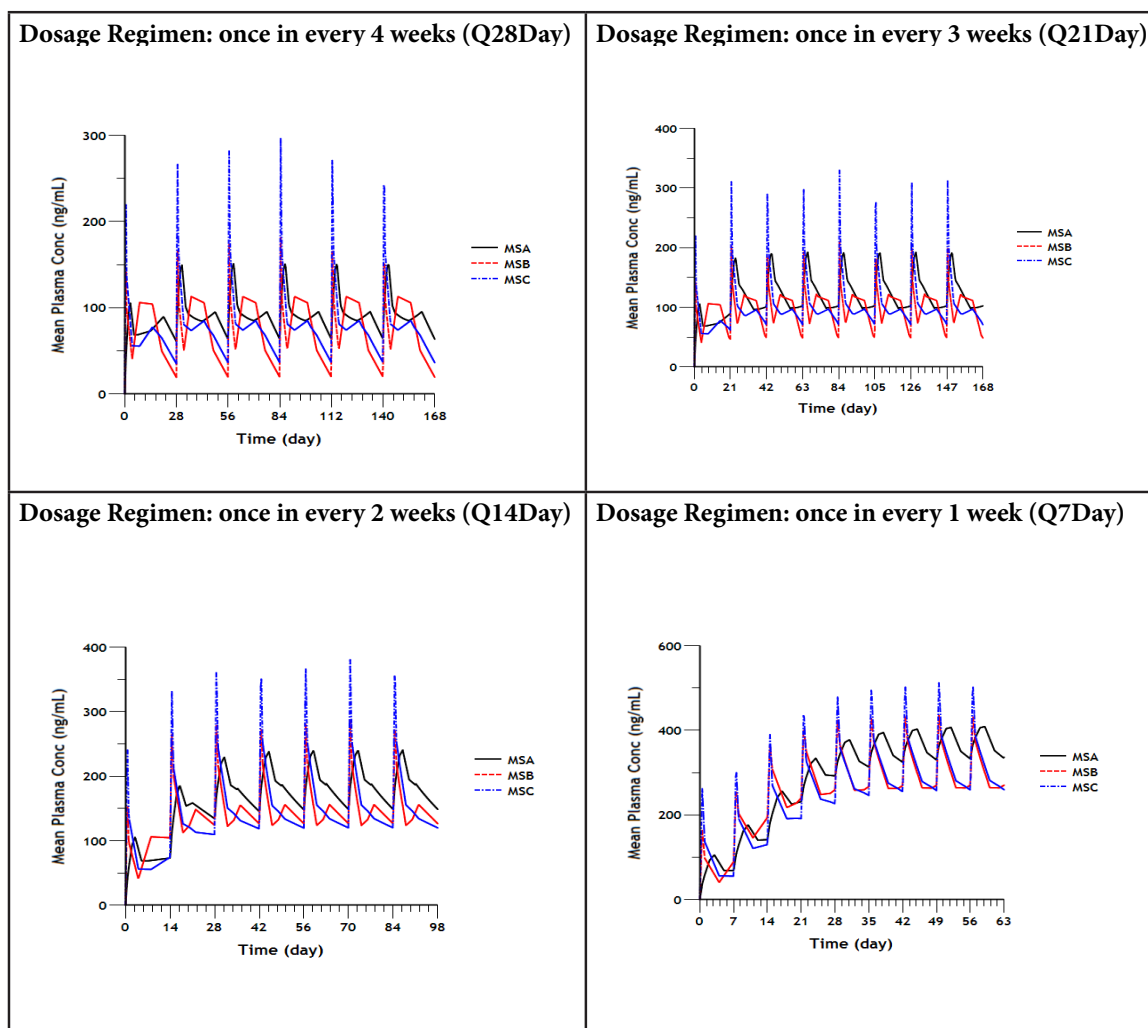 Dosage Regimen: once in every 4 weeks (Q28Day)
300
200
100
0
Mean Plasma Conc (ng/mL)
0 28 56 84 112 140 168
Time (day)
MSA
MSB
MSC
Dosage Regimen: once in every 3 weeks (Q21Day)
400
300
200
100
0
Mean Plasma Conc (ng/mL)
0 21 42 63 84 105 126 147 168
Time (day)
MSA
MSB
MSC
Dosage Regimen: once in every 2 weeks (Q14Day)
400
300
200
100
0
Mean Plasma Conc (ng/mL)
0 14 28 42 56 70 84 98
Time (day)
MSA
MSB
MSC
Dosage Regimen: once in every 1 week (Q7Day)
600
400
200
0
Mean Plasma Conc (ng/mL)
0 7 14 21 28 35 42 49 56 63
Time (day)
MSA
MSB
MSC